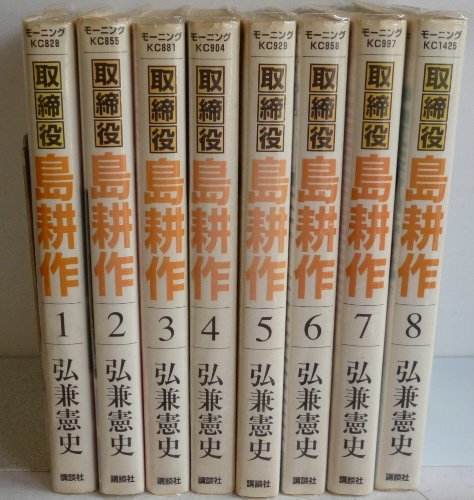 モーニング
KC828
取締役
島耕作
1
弘兼憲史
講談社
モーニング
KC855
取締役
島耕作
2
弘兼憲史
講談社
モーニング
KC881
取締役
島耕作
3
弘兼憲史
講談社
モーニング
KC904
取締役
島耕作
4
弘兼憲史
講談社
モーニング
KC929
取締役
島耕作
5
弘兼憲史
講談社
モーニング
KC958
取締役
島耕作
6
弘兼憲史
講談社
モーニング
KC997
取締役
島耕作
7
弘兼憲史
講談社
モーニング
KC1425
取締役
島耕作
8
弘兼憲史
講談社